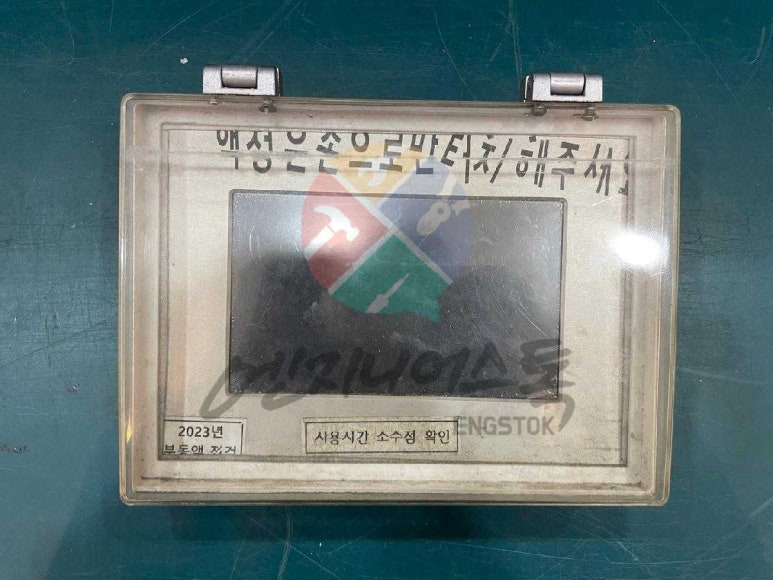 액정은손으로만터치/해주세요
엔지니어스톡
ENGSTOK
2023년
부동액 점검
사용시간 소수점 확인